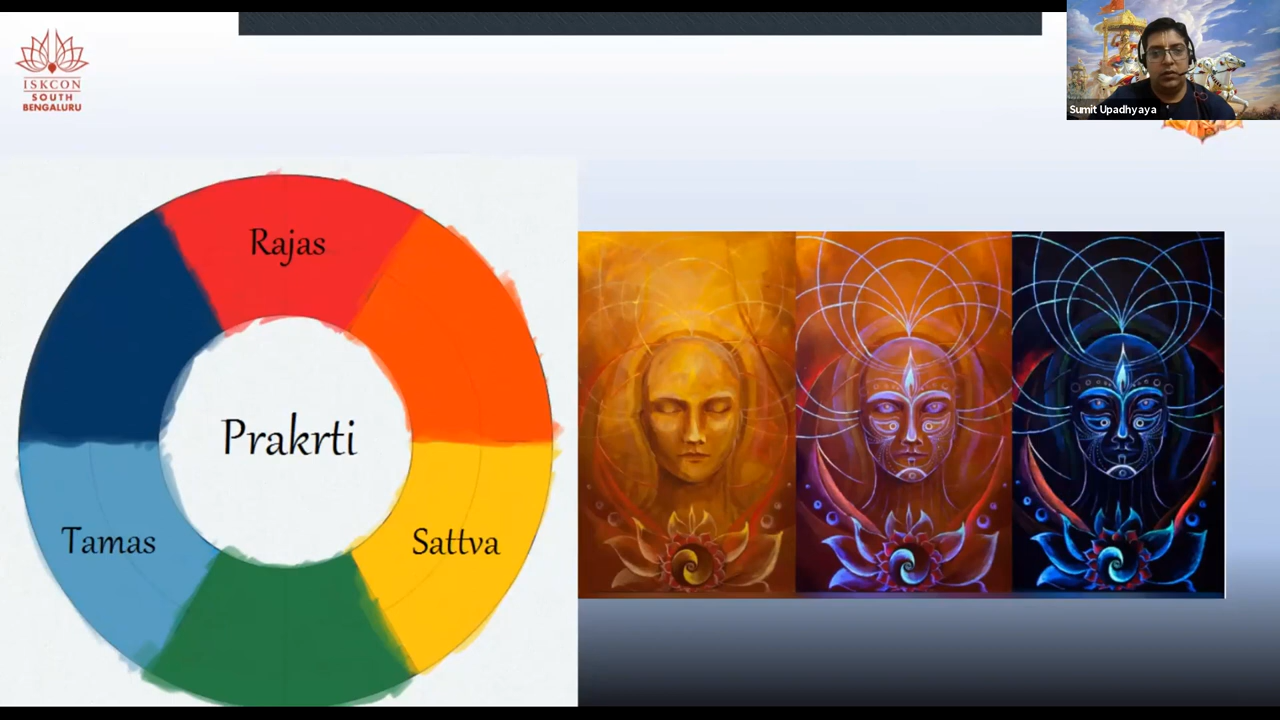 ISKCON
SOUTH
BENGALURU
Sumit Upadhyaya
Rajas
Prakrti
Tamas
Sattva